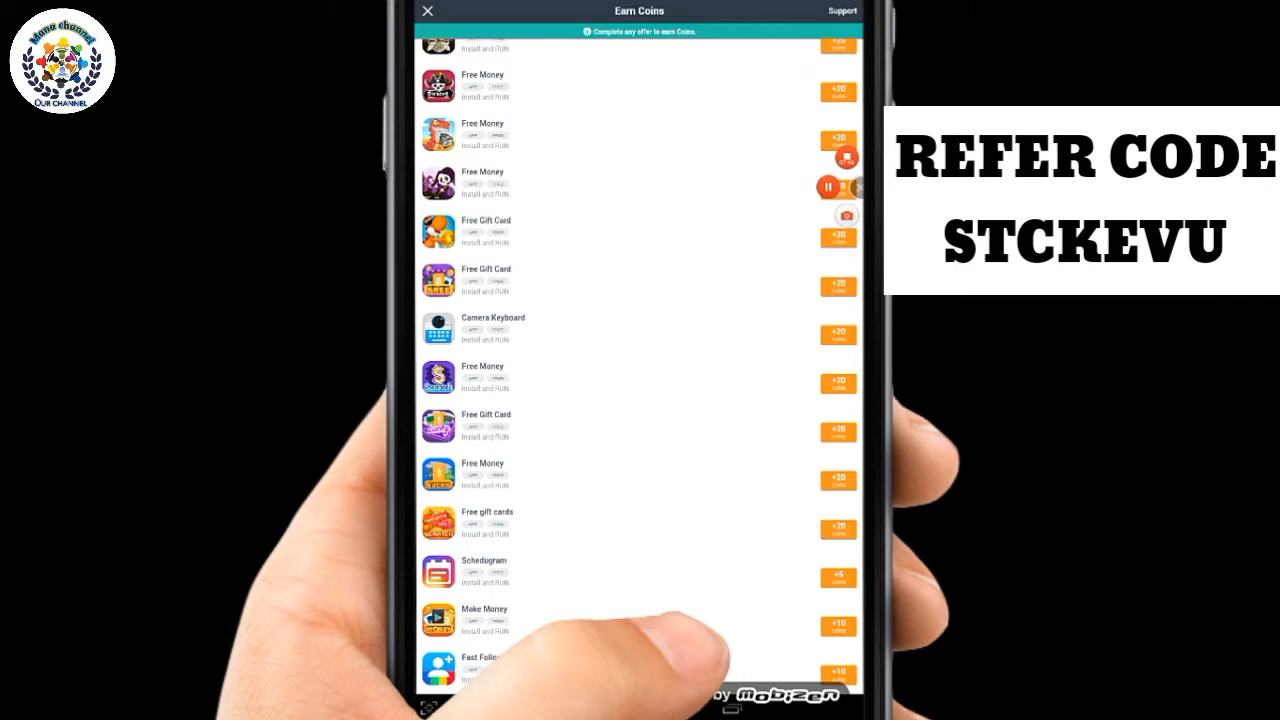 Mana channel
OUR CHANNEL
Earn Coins
Support
Complete any offer to earn Coins.
Install and RUN
+20
COINS
Free Money
APP FREE
Install and RUN
+20
COINS
Free Money
APP FREE
Install and RUN
+20
Free Money
APP FREE
Install and RUN
Free Gift Card
APP FREE
Install and RUN
+20
COINS
Free Gift Card
APP FREE
Install and RUN
+20
COINS
Camera Keyboard
APP FREE
Install and RUN
+20
COINS
Free Money
APP FREE
Install and RUN
+20
COINS
Free Gift Card
APP FREE
Install and RUN
+20
COINS
Free Money
APP FREE
Install and RUN
+20
COINS
Free gift cards
APP FREE
Install and RUN
+20
COINS
Schedugram
APP FREE
Install and RUN
+5
COINS
Make Money
APP FREE
Install and RUN
+10
COINS
Fast
APP
+10
COINS
by Mobizen
REFER CODE
STCKEVU